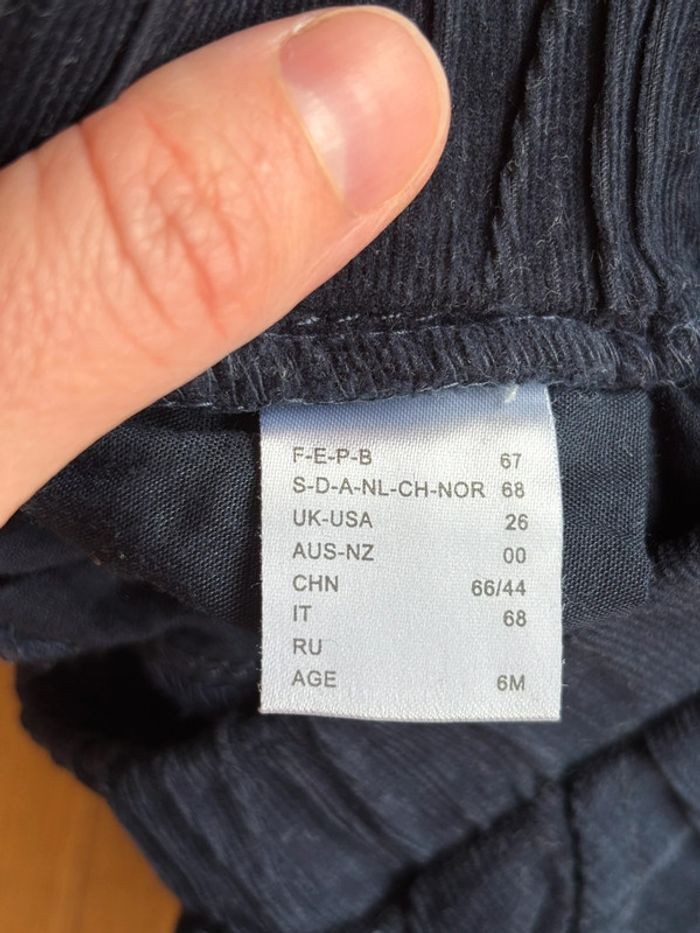 F-E-P-B 67
S-D-A-NL-CH-NOR 68
UK-USA 26
AUS-NZ 00
CHN 66/44
IT 68
RU
AGE 6M